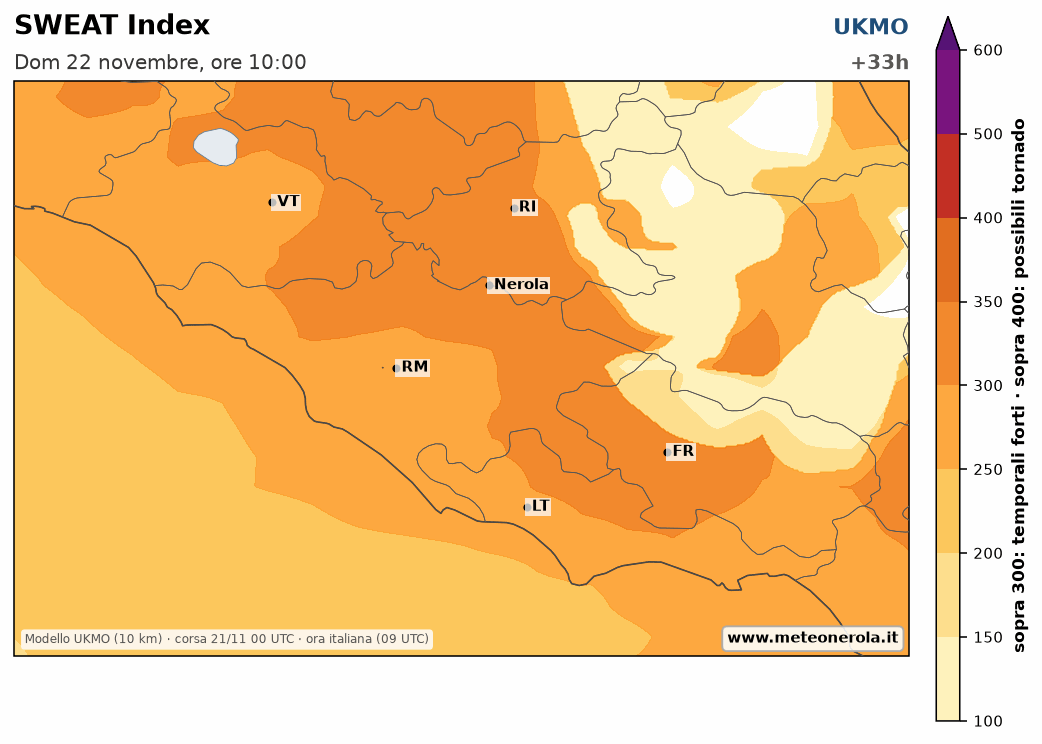 SWEAT Index
UKMO
Dom 22 novembre, ore 10:00
+33h
VT
RI
Nerola
RM
FR
LT
Modello UKMO (10 km) · corsa 21/11 00 UTC · ora italiana (09 UTC)
www.meteonerola.it
600
500
400
350
300
250
200
150
100
sopra 300: temporali forti · sopra 400: possibili tornado